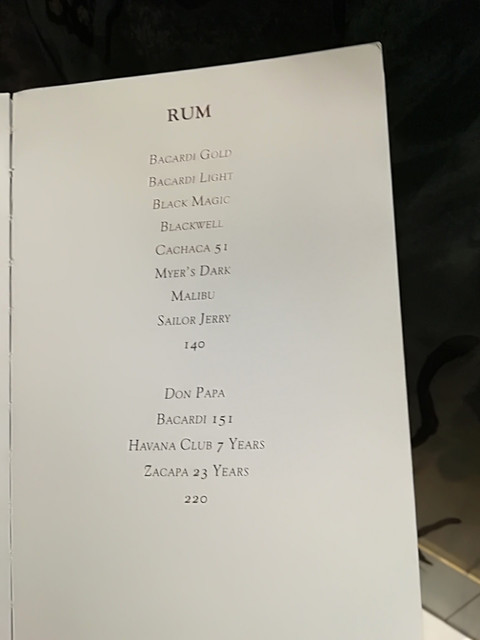 RUM
BACARDI GOLD
BACARDI LIGHT
BLACK MAGIC
BLACKWELL
CACHACA 51
MYER'S DARK
MALIBU
SAILOR JERRY
140
DON PAPA
BACARDI 151
HAVANA CLUB 7 YEARS
ZACAPA 23 YEARS
220